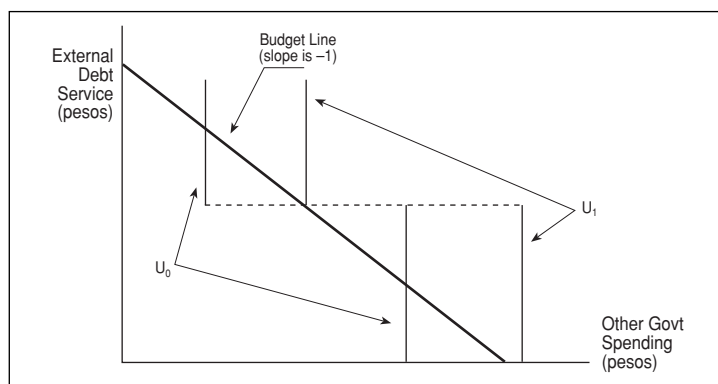 External
Debt
Service
(pesos)
Budget Line
(slope is –1)
U₁
U₀
Other Govt
Spending
(pesos)